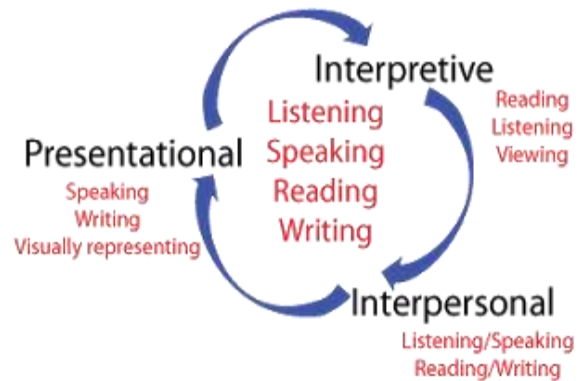 Interpretive
Reading
Listening
Viewing
Listening
Speaking
Reading
Writing
Presentational
Speaking
Writing
Visually representing
Interpersonal
Listening/Speaking
Reading/Writing